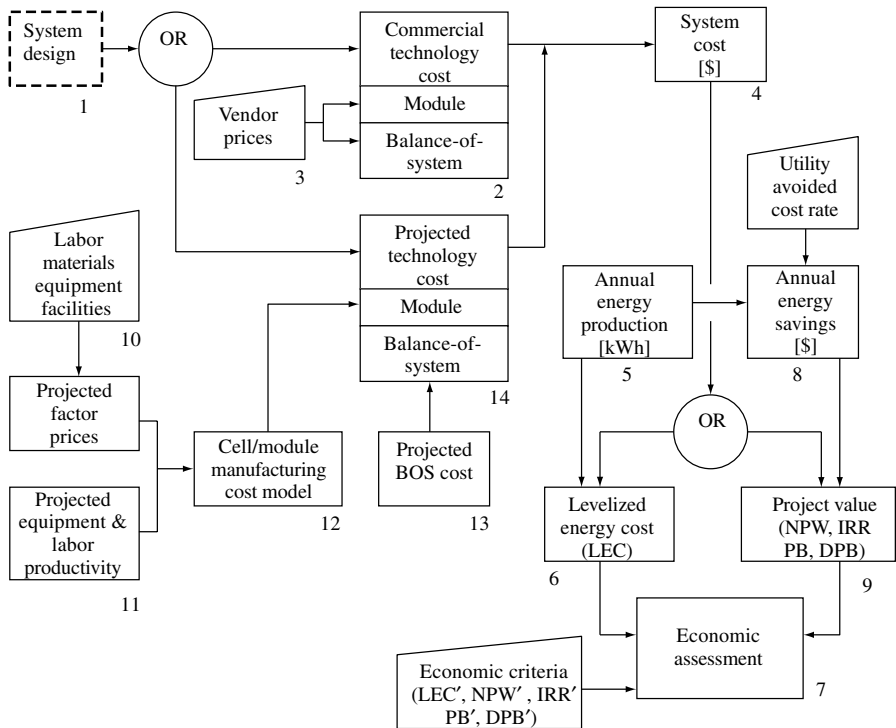 System
design
1
OR
Commercial
technology
cost
Module
Balance-of-
system
2
Vendor
prices
3
System
cost
[$]
4
Utility
avoided
cost rate
Labor
materials
equipment
facilities
10
Projected
technology
cost
Module
Balance-of-
system
14
Annual
energy
production
[kWh]
5
Annual
energy
savings
[$]
8
Projected
factor
prices
Projected
equipment &
labor
productivity
11
Cell/module
manufacturing
cost model
12
Projected
BOS cost
13
OR
Levelized
energy cost
(LEC)
6
Project value
(NPW, IRR
PB, DPB)
9
Economic
assessment
7
Economic criteria
(LEC′, NPW′ , IRR′
PB′, DPB′)